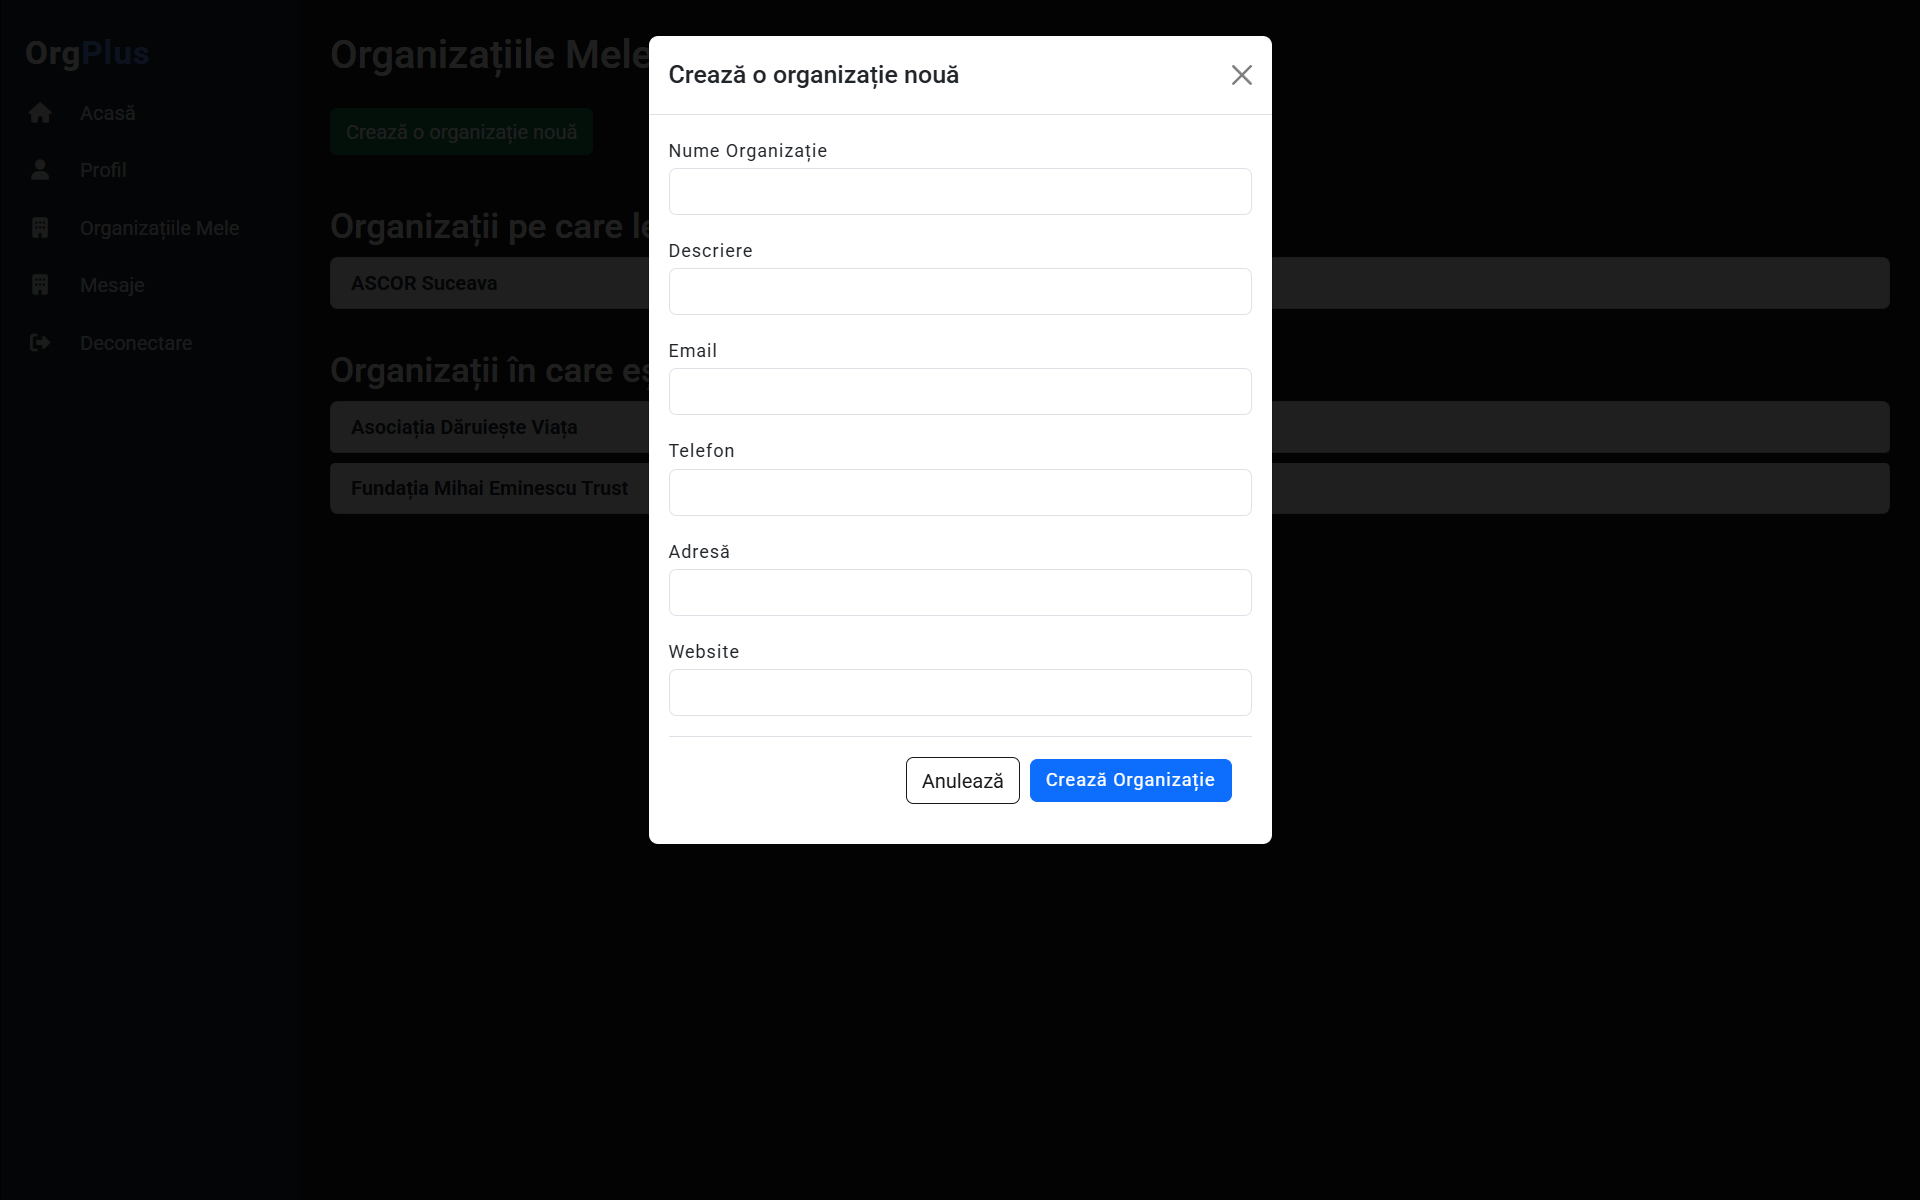 OrgPlus
Acasă
Profil
Organizațiile Mele
Mesaje
Deconectare
Organizațiile Mele
Crează o organizație nouă
Organizații pe care
ASCOR Suceava
Organizații în care
Asociația Dăruiește Viața
Fundația Mihai Eminescu Trust
Crează o organizație nouă
Nume Organizație
Descriere
Email
Telefon
Adresă
Website
Anulează
Crează Organizație